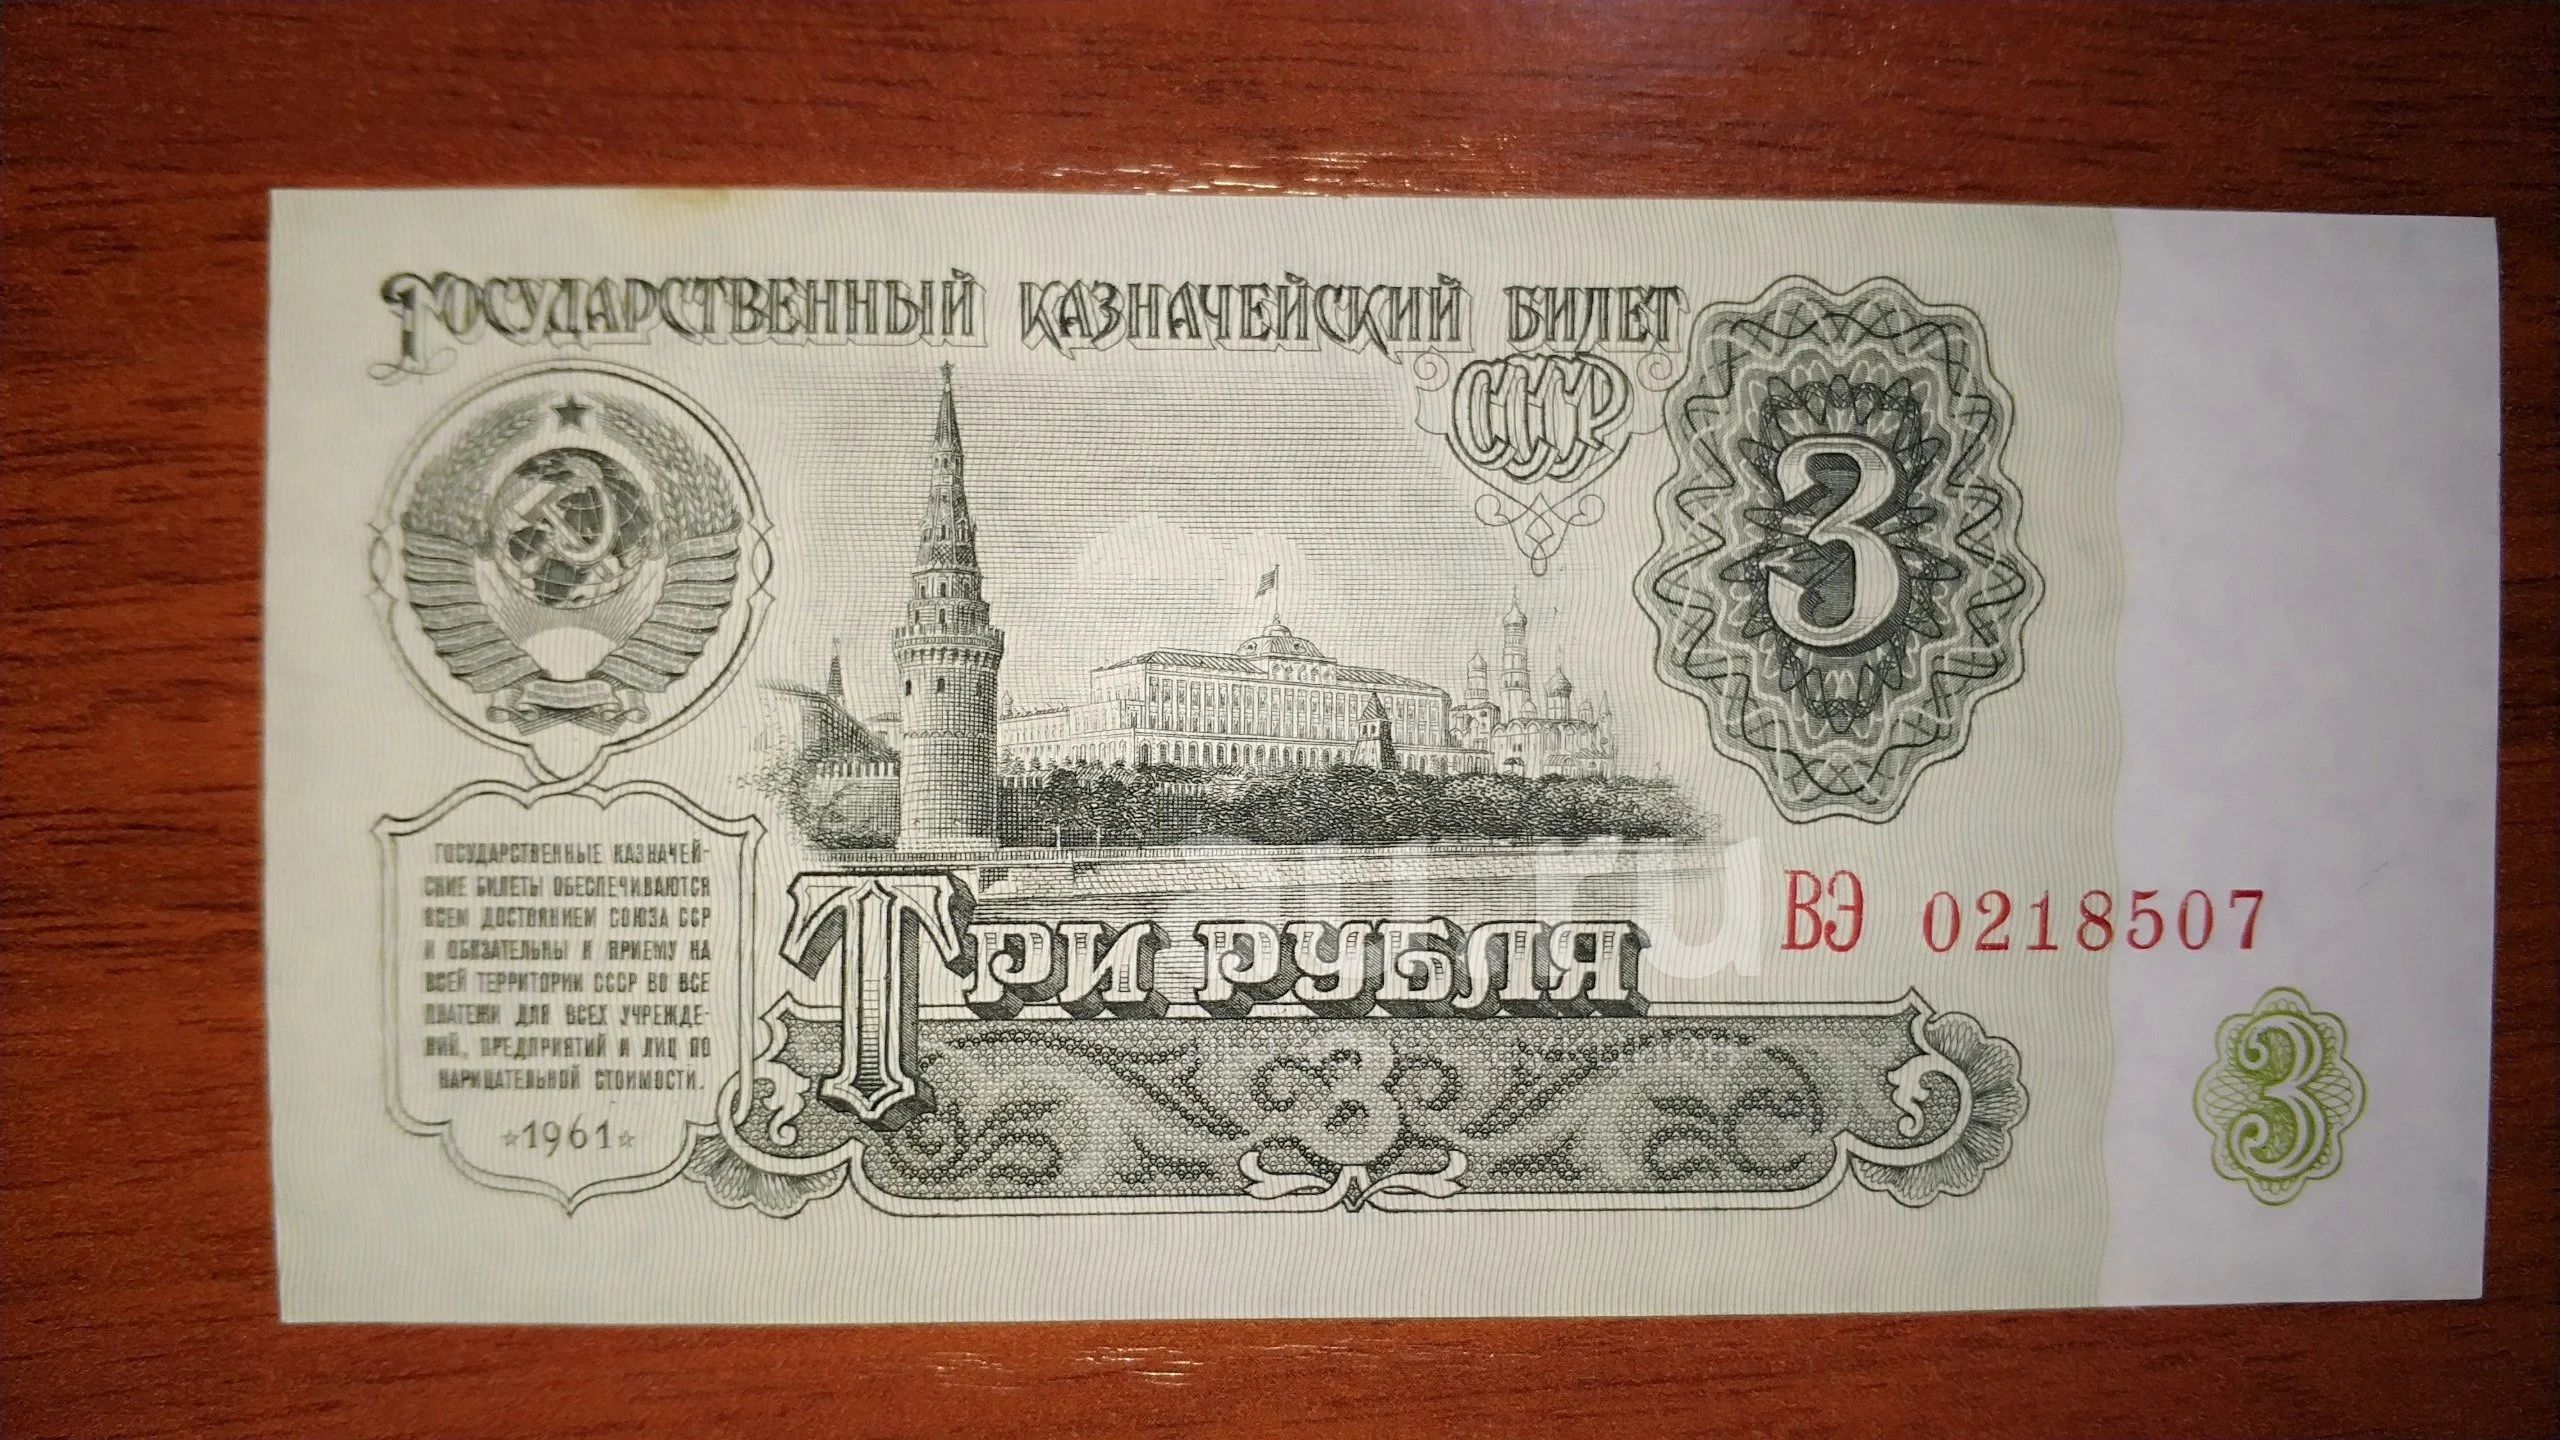 ГОСУДАРСТВЕННЫЙ КАЗНАЧЕЙСКИЙ БИЛЕТ
СССР
3
ГОСУДАРСТВЕННЫЕ КАЗНАЧЕЙ-
СКИЕ БИЛЕТЫ ОБЕСПЕЧИВАЮТСЯ
ВСЕМ ДОСТОЯНИЕМ СОЮЗА ССР
И ОБЯЗАТЕЛЬНЫ К ПРИЕМУ НА
ВСЕЙ ТЕРРИТОРИИ СССР ВО ВСЕ
ПЛАТЕЖИ ДЛЯ ВСЕХ УЧРЕЖДЕ-
НИЙ, ПРЕДПРИЯТИЙ И ЛИЦ ПО
НАРИЦАТЕЛЬНОЙ СТОИМОСТИ.
1961
ТРИ РУБЛЯ
ВЭ 0218507
3